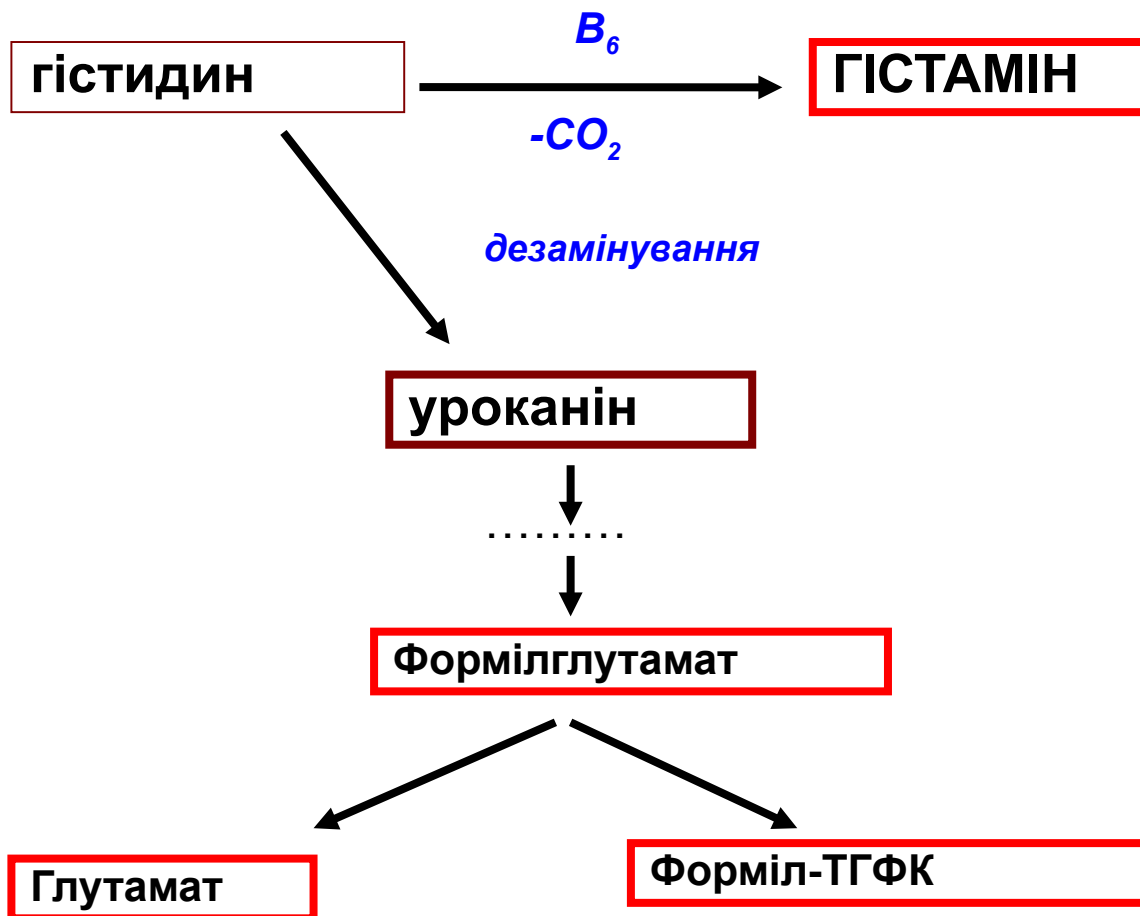 B₆
гістидин
ГІСТАМІН
-CO₂
дезамінування
уроканін
.........
Формілглутамат
Глутамат
Форміл-ТГФК